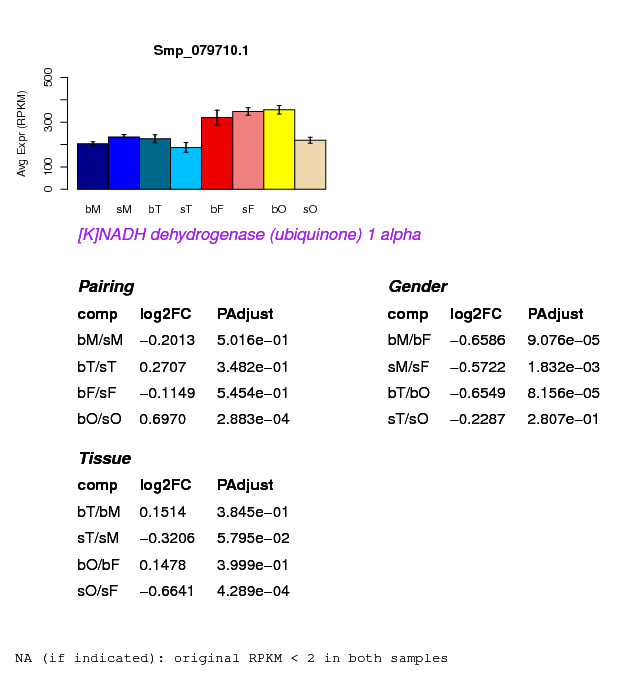 Smp_079710.1
Avg Expr (RPKM)
500
300
100
0
bM sM bT sT bF sF bO sO
[K]NADH dehydrogenase (ubiquinone) 1 alpha
Pairing
comp log2FC PAdjust
bM/sM −0.2013 5.016e−01
bT/sT 0.2707 3.482e−01
bF/sF −0.1149 5.454e−01
bO/sO 0.6970 2.883e−04
Gender
comp log2FC PAdjust
bM/bF −0.6586 9.076e−05
sM/sF −0.5722 1.832e−03
bT/bO −0.6549 8.156e−05
sT/sO −0.2287 2.807e−01
Tissue
comp log2FC PAdjust
bT/bM 0.1514 3.845e−01
sT/sM −0.3206 5.795e−02
bO/bF 0.1478 3.999e−01
sO/sF −0.6641 4.289e−04
NA (if indicated): original RPKM < 2 in both samples